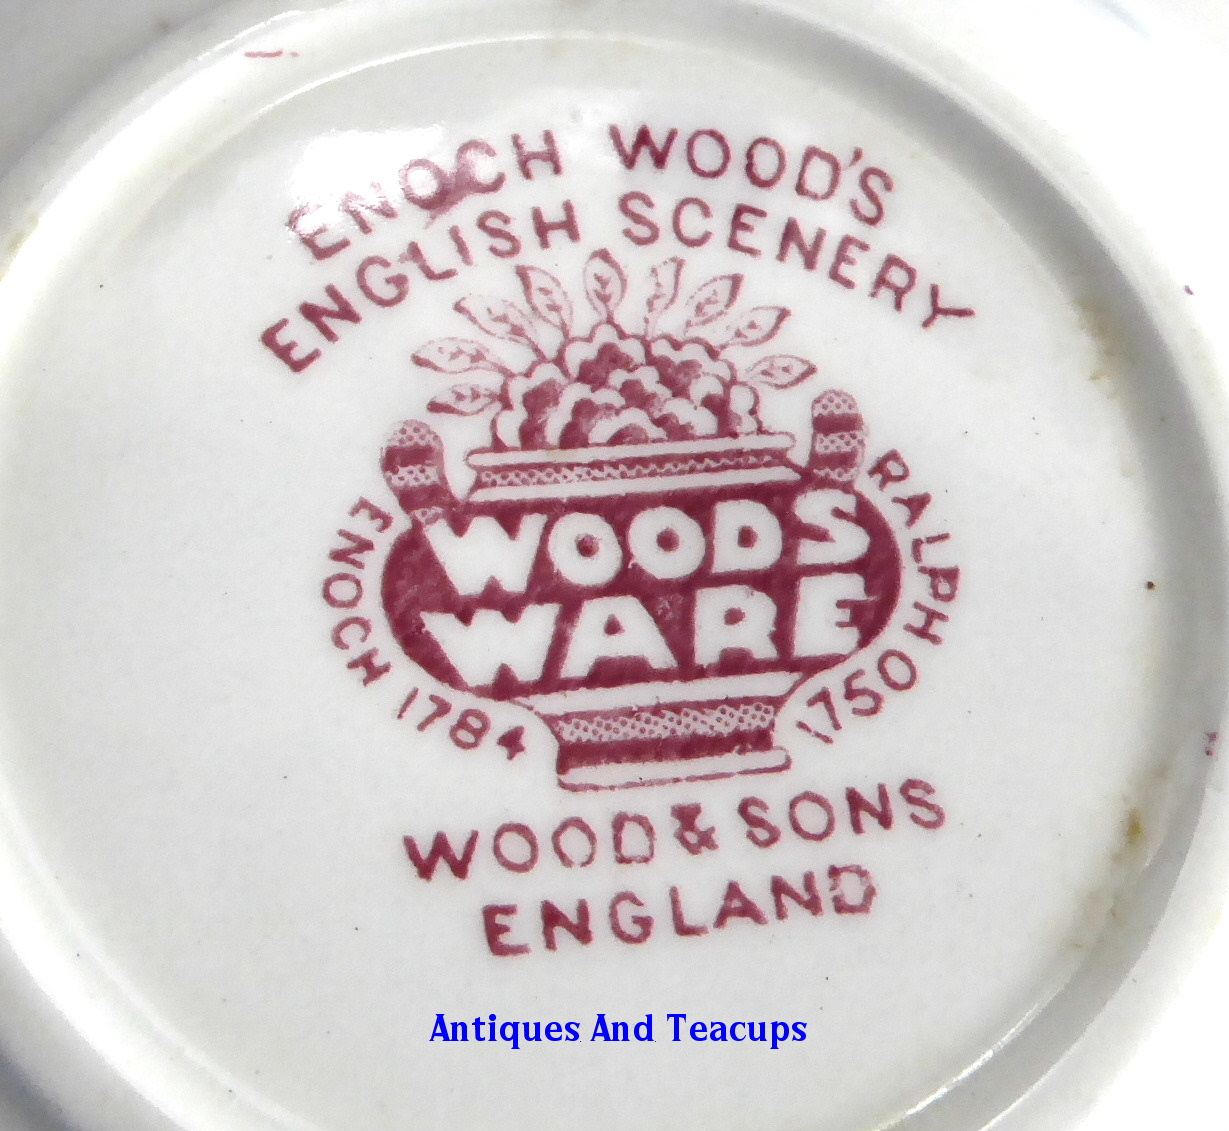 ENOCH WOOD'S
ENGLISH SCENERY
WOODS
WARE
ENOCH 1784
RALPH 1750
WOOD & SONS
ENGLAND
Antiques And Teacups